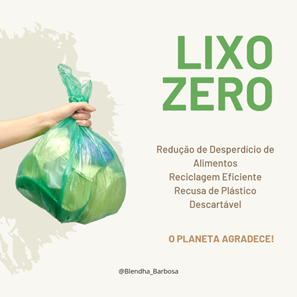 LIXO
ZERO
Redução de Desperdício de
Alimentos
Reciclagem Eficiente
Recusa de Plástico
Descartável
O PLANETA AGRADECE!
@Blendha_Barbosa